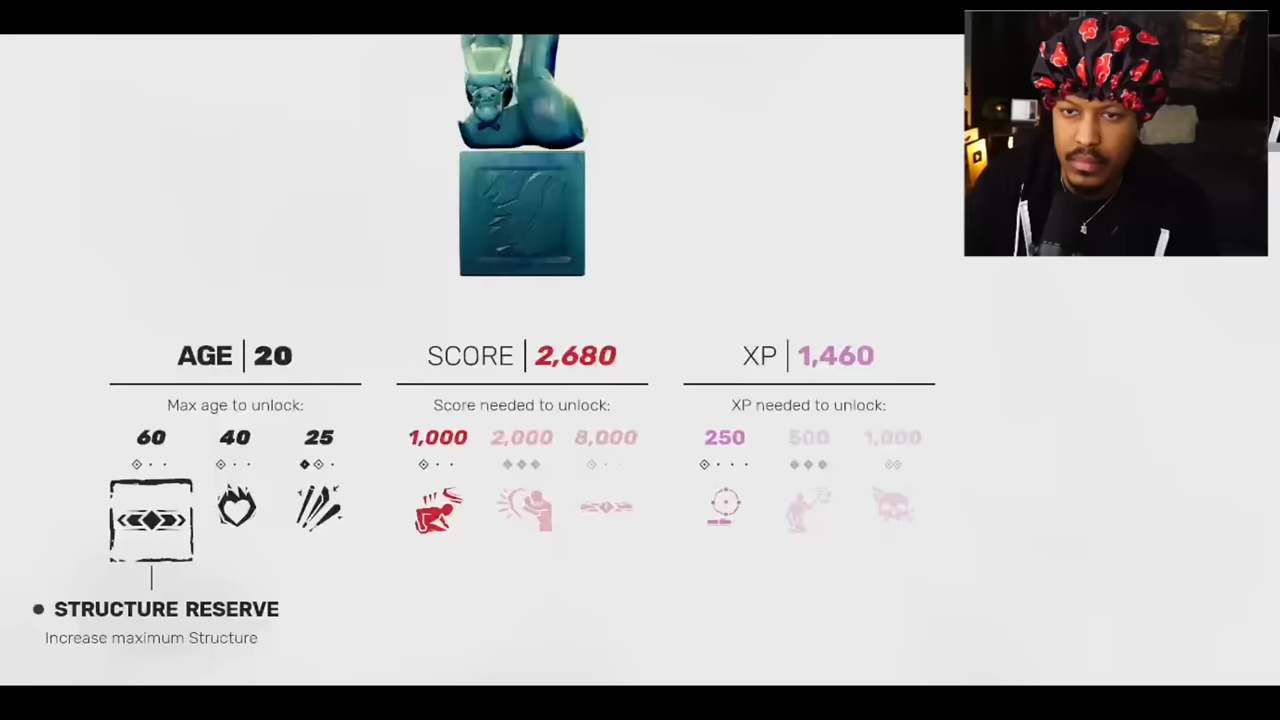 AGE | 20
SCORE | 2,680
XP | 1,460
Max age to unlock:
Score needed to unlock:
XP needed to unlock:
60 40 25
1,000 2,000 8,000
250 500 1,000
STRUCTURE RESERVE
Increase maximum Structure